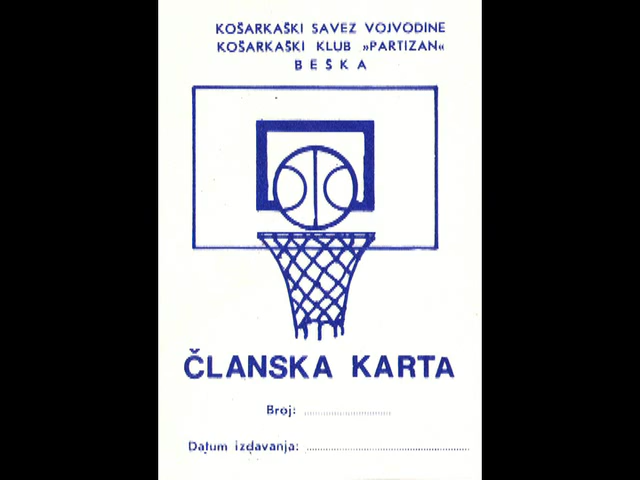 KOŠARKAŠKI SAVEZ VOJVODINE
KOŠARKAŠKI KLUB »PARTIZAN«
BEŠKA
ČLANSKA KARTA
Broj:
Datum izdavanja: